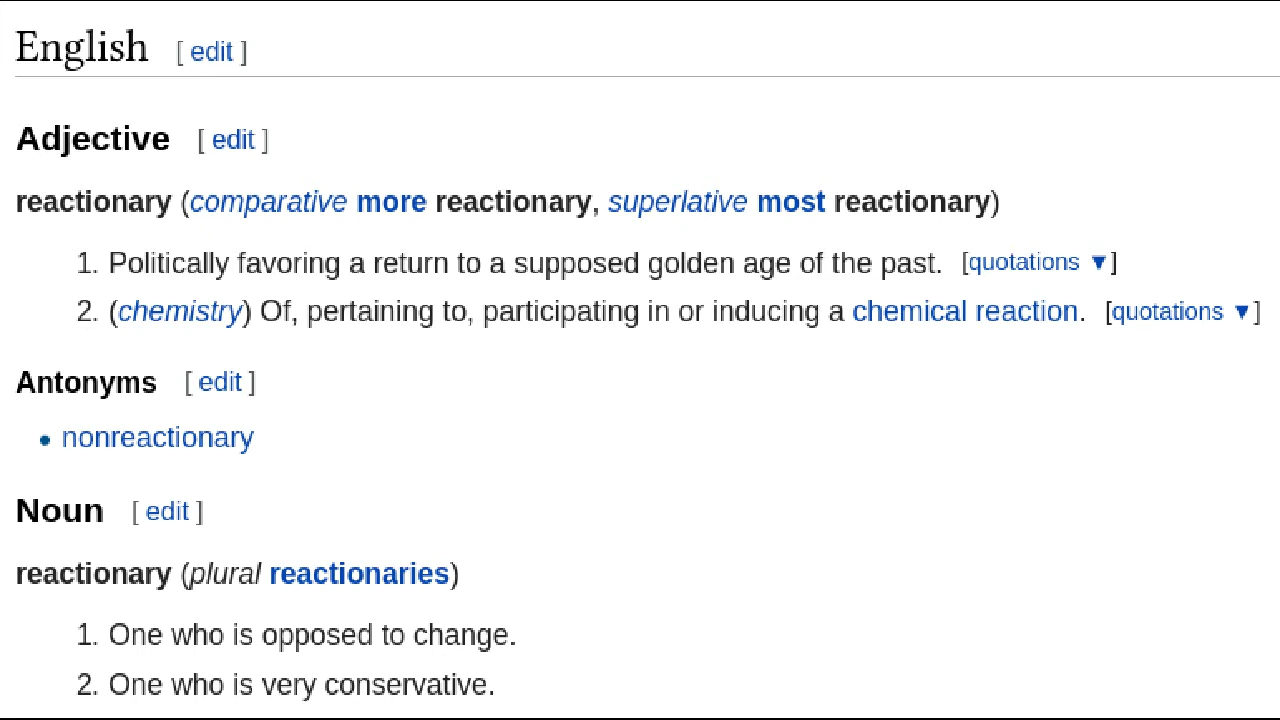 English [ edit ]
Adjective [ edit ]
reactionary (comparative more reactionary, superlative most reactionary)
1. Politically favoring a return to a supposed golden age of the past. [quotations ▼]
2. (chemistry) Of, pertaining to, participating in or inducing a chemical reaction. [quotations ▼]
Antonyms [ edit ]
• nonreactionary
Noun [ edit ]
reactionary (plural reactionaries)
1. One who is opposed to change.
2. One who is very conservative.